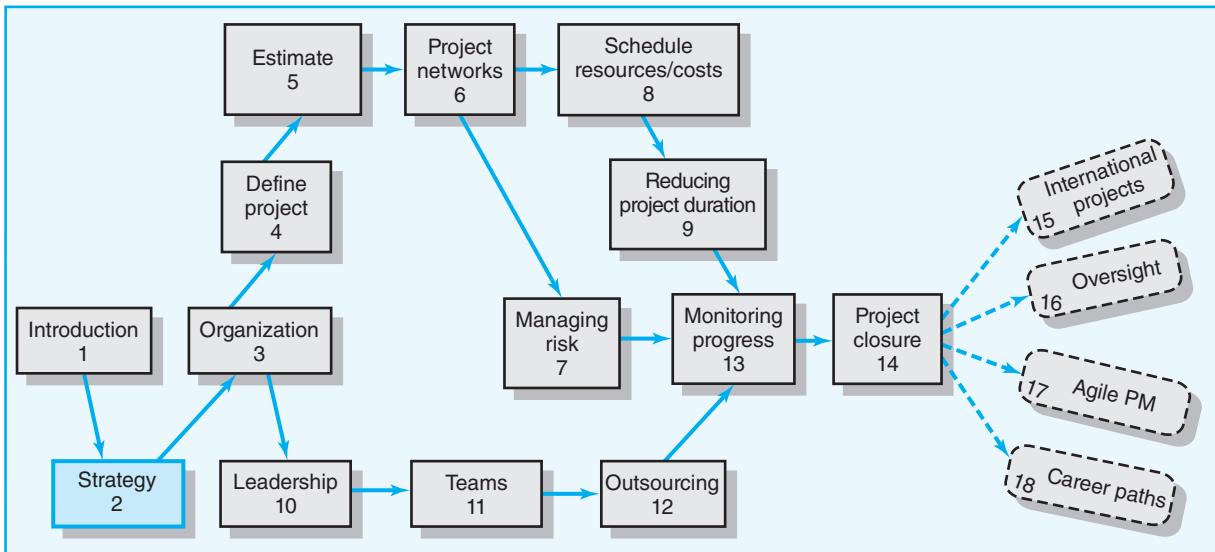 Estimate
5
Project
networks
6
Schedule
resources/costs
8
Define
project
4
Reducing
project duration
9
International
projects
15
Oversight
16
Introduction
1
Organization
3
Managing
risk
7
Monitoring
progress
13
Project
closure
14
Agile PM
17
Strategy
2
Leadership
10
Teams
11
Outsourcing
12
Career paths
18